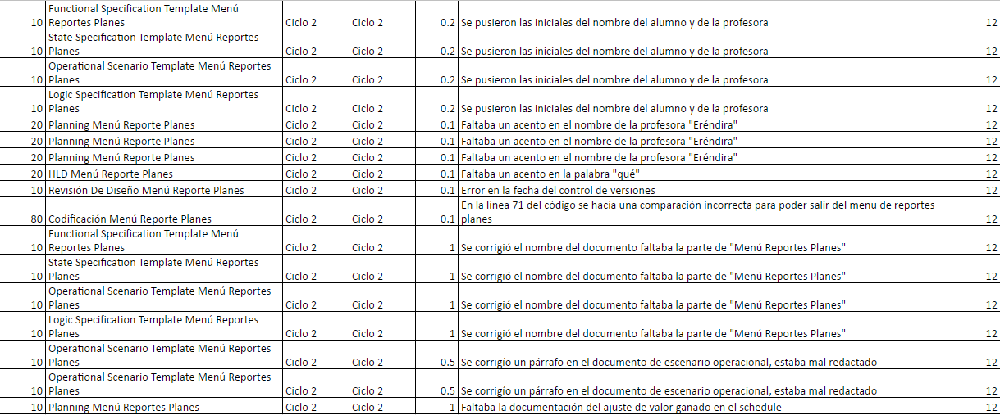 Functional Specification Template Menú
10 Reportes Planes Ciclo 2 Ciclo 2 0.2 Se pusieron las iniciales del nombre del alumno y de la profesora 12
State Specification Template Menú Reportes
10 Planes Ciclo 2 Ciclo 2 0.2 Se pusieron las iniciales del nombre del alumno y de la profesora 12
Operational Scenario Template Menú Reportes
10 Planes Ciclo 2 Ciclo 2 0.2 Se pusieron las iniciales del nombre del alumno y de la profesora 12
Logic Specification Template Menú Reportes
10 Planes Ciclo 2 Ciclo 2 0.2 Se pusieron las iniciales del nombre del alumno y de la profesora 12
20 Planning Menú Reporte Planes Ciclo 2 Ciclo 2 0.1 Faltaba un acento en el nombre de la profesora "Eréndira" 12
20 Planning Menú Reporte Planes Ciclo 2 Ciclo 2 0.1 Faltaba un acento en el nombre de la profesora "Eréndira" 12
20 Planning Menú Reporte Planes Ciclo 2 Ciclo 2 0.1 Faltaba un acento en el nombre de la profesora "Eréndira" 12
20 HLD Menú Reporte Planes Ciclo 2 Ciclo 2 0.1 Faltaba un acento en la palabra "qué" 12
10 Revisión De Diseño Menú Reporte Planes Ciclo 2 Ciclo 2 0.1 Error en la fecha del control de versiones 12
En la línea 71 del código se hacía una comparación incorrecta para poder salir del menu de reportes
80 Codificación Menú Reporte Planes Ciclo 2 Ciclo 2 0.1 planes 12
Functional Specification Template Menú
10 Reportes Planes Ciclo 2 Ciclo 2 1 Se corrigió el nombre del documento faltaba la parte de "Menú Reportes Planes" 12
State Specification Template Menú Reportes
10 Planes Ciclo 2 Ciclo 2 1 Se corrigió el nombre del documento faltaba la parte de "Menú Reportes Planes" 12
Operational Scenario Template Menú Reportes
10 Planes Ciclo 2 Ciclo 2 1 Se corrigió el nombre del documento faltaba la parte de "Menú Reportes Planes" 12
Logic Specification Template Menú Reportes
10 Planes Ciclo 2 Ciclo 2 1 Se corrigió el nombre del documento faltaba la parte de "Menú Reportes Planes" 12
Operational Scenario Template Menú Reportes
10 Planes Ciclo 2 Ciclo 2 0.5 Se corrigío un párrafo en el documento de escenario operacional, estaba mal redactado 12
Operational Scenario Template Menú Reportes
10 Planes Ciclo 2 Ciclo 2 0.5 Se corrigío un párrafo en el documento de escenario operacional, estaba mal redactado 12
10 Planning Menú Reportes Planes Ciclo 2 Ciclo 2 1 Faltaba la documentación del ajuste de valor ganado en el schedule 12